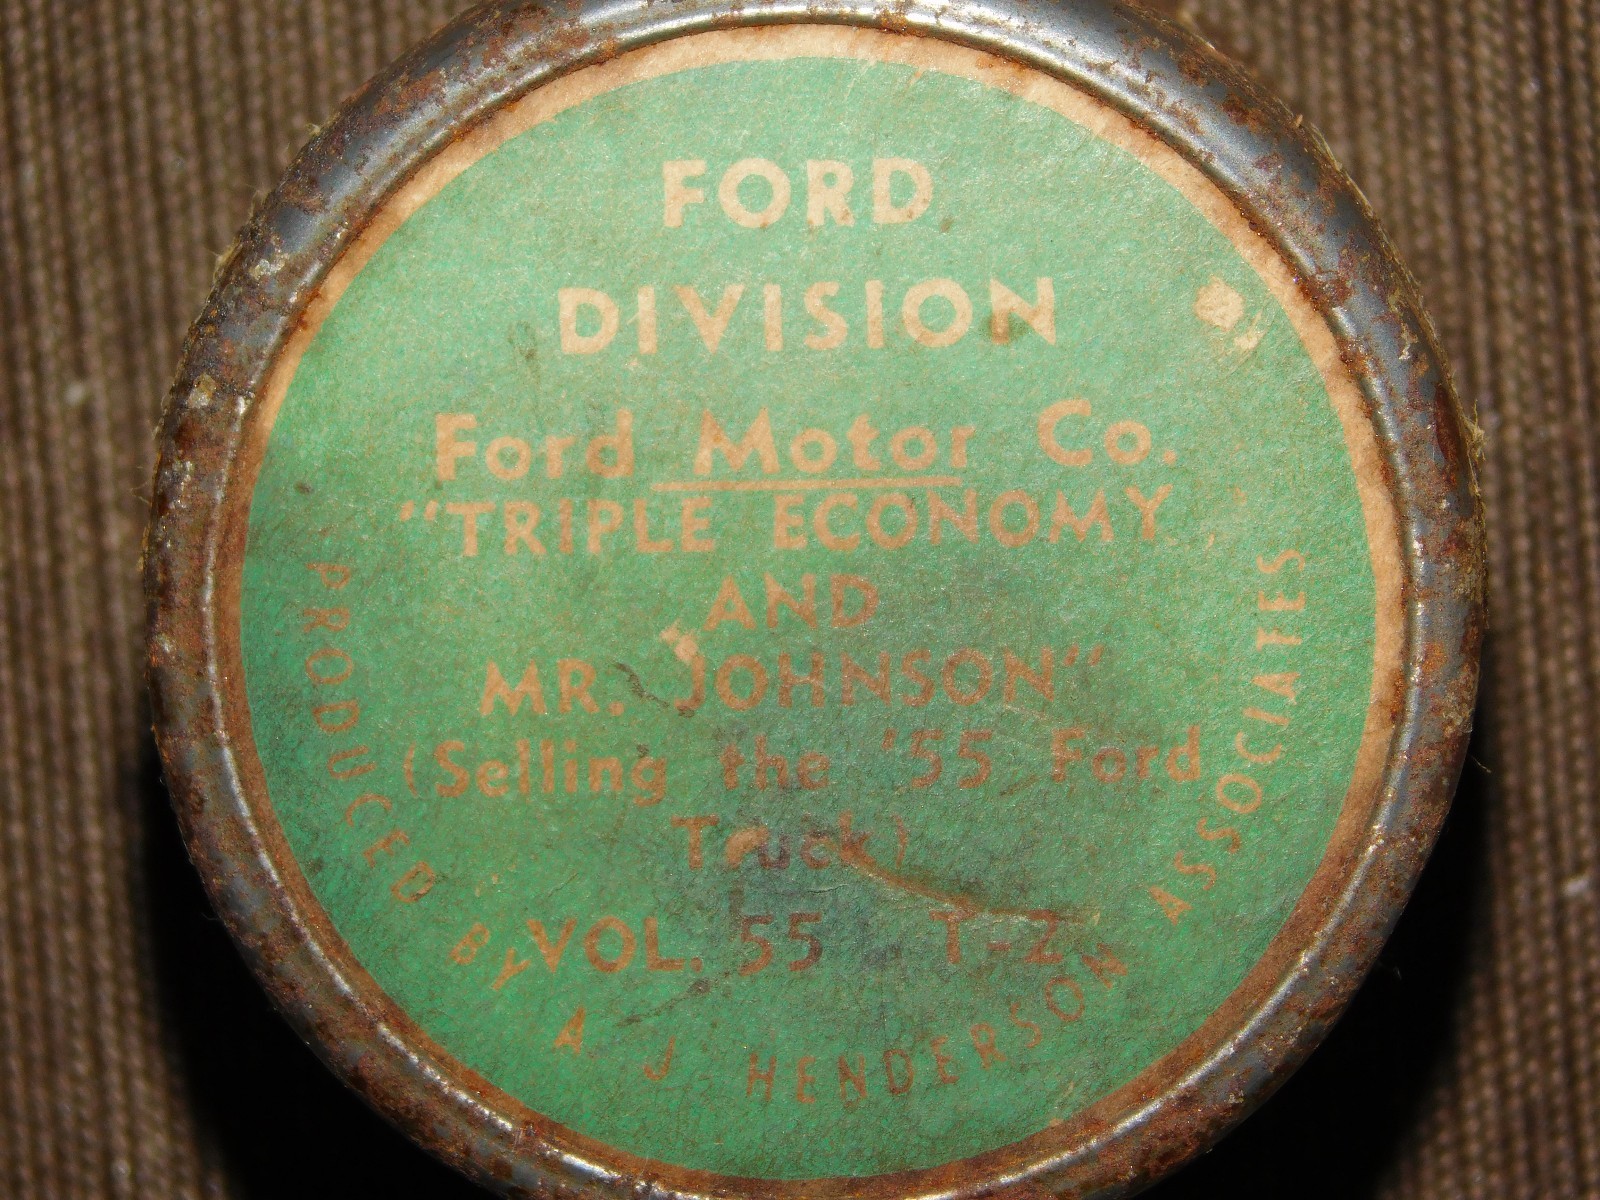 FORD
DIVISION
Ford Motor Co.
"TRIPLE ECONOMY
AND
MR. JOHNSON"
(Selling the '55 Ford
Truck)
VOL. 55 T-Z
PRODUCED BY A J HENDERSON ASSOCIATES